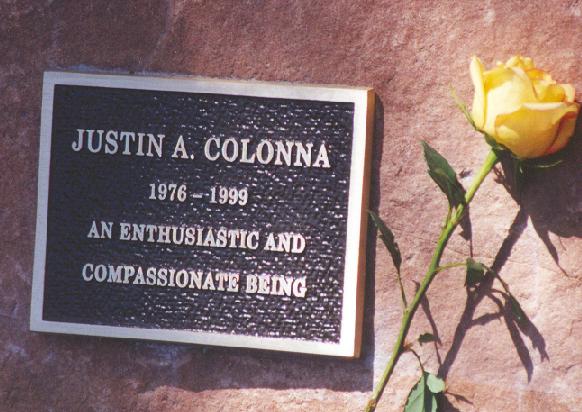 JUSTIN A. COLONNA
1976 – 1999
AN ENTHUSIASTIC AND
COMPASSIONATE BEING